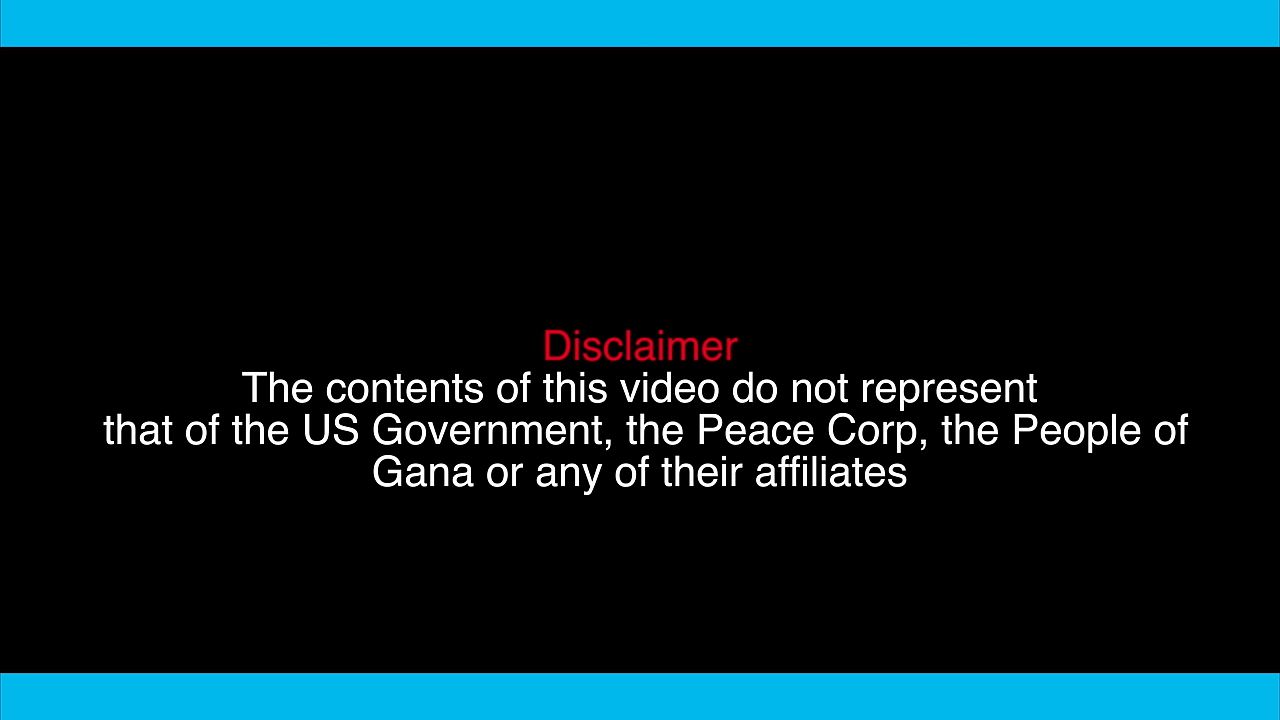 Disclaimer
The contents of this video do not represent
that of the US Government, the Peace Corp, the People of
Gana or any of their affiliates